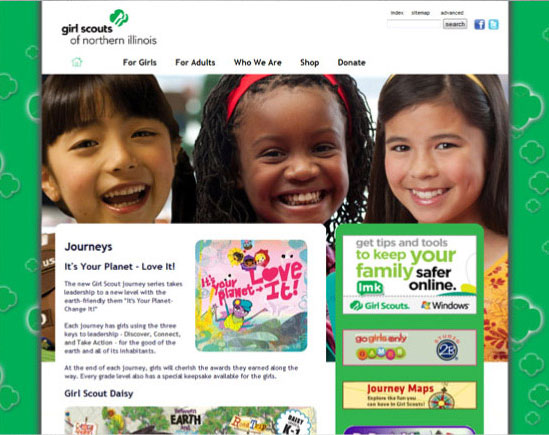 index sitemap advanced
girl scouts
of northern illinois
search
For Girls For Adults Who We Are Shop Donate
Journeys
It's Your Planet - Love It!
The new Girl Scout Journey series takes
leadership to a new level with the
earth-friendly them "It's Your Planet-
Change It!"
Each Journey has girls using the three
keys to leadership - Discover, Connect,
and Take Action - for the good of the
earth and all of its inhabitants.
At the end of each journey, girls will cherish the awards they earned along the
way. Every grade level also has a special keepsake available for the girls.
Girl Scout Daisy
It's your
planet-
Love
It!
EARTH
Road Trip
DAISY
K-1
get tips and tools
to keep your
family safer
lmk online.
Girl Scouts. Windows
go girls only
games
STUDIO
2B
Journey Maps
Explore the fun you
can have in Girl Scouts!